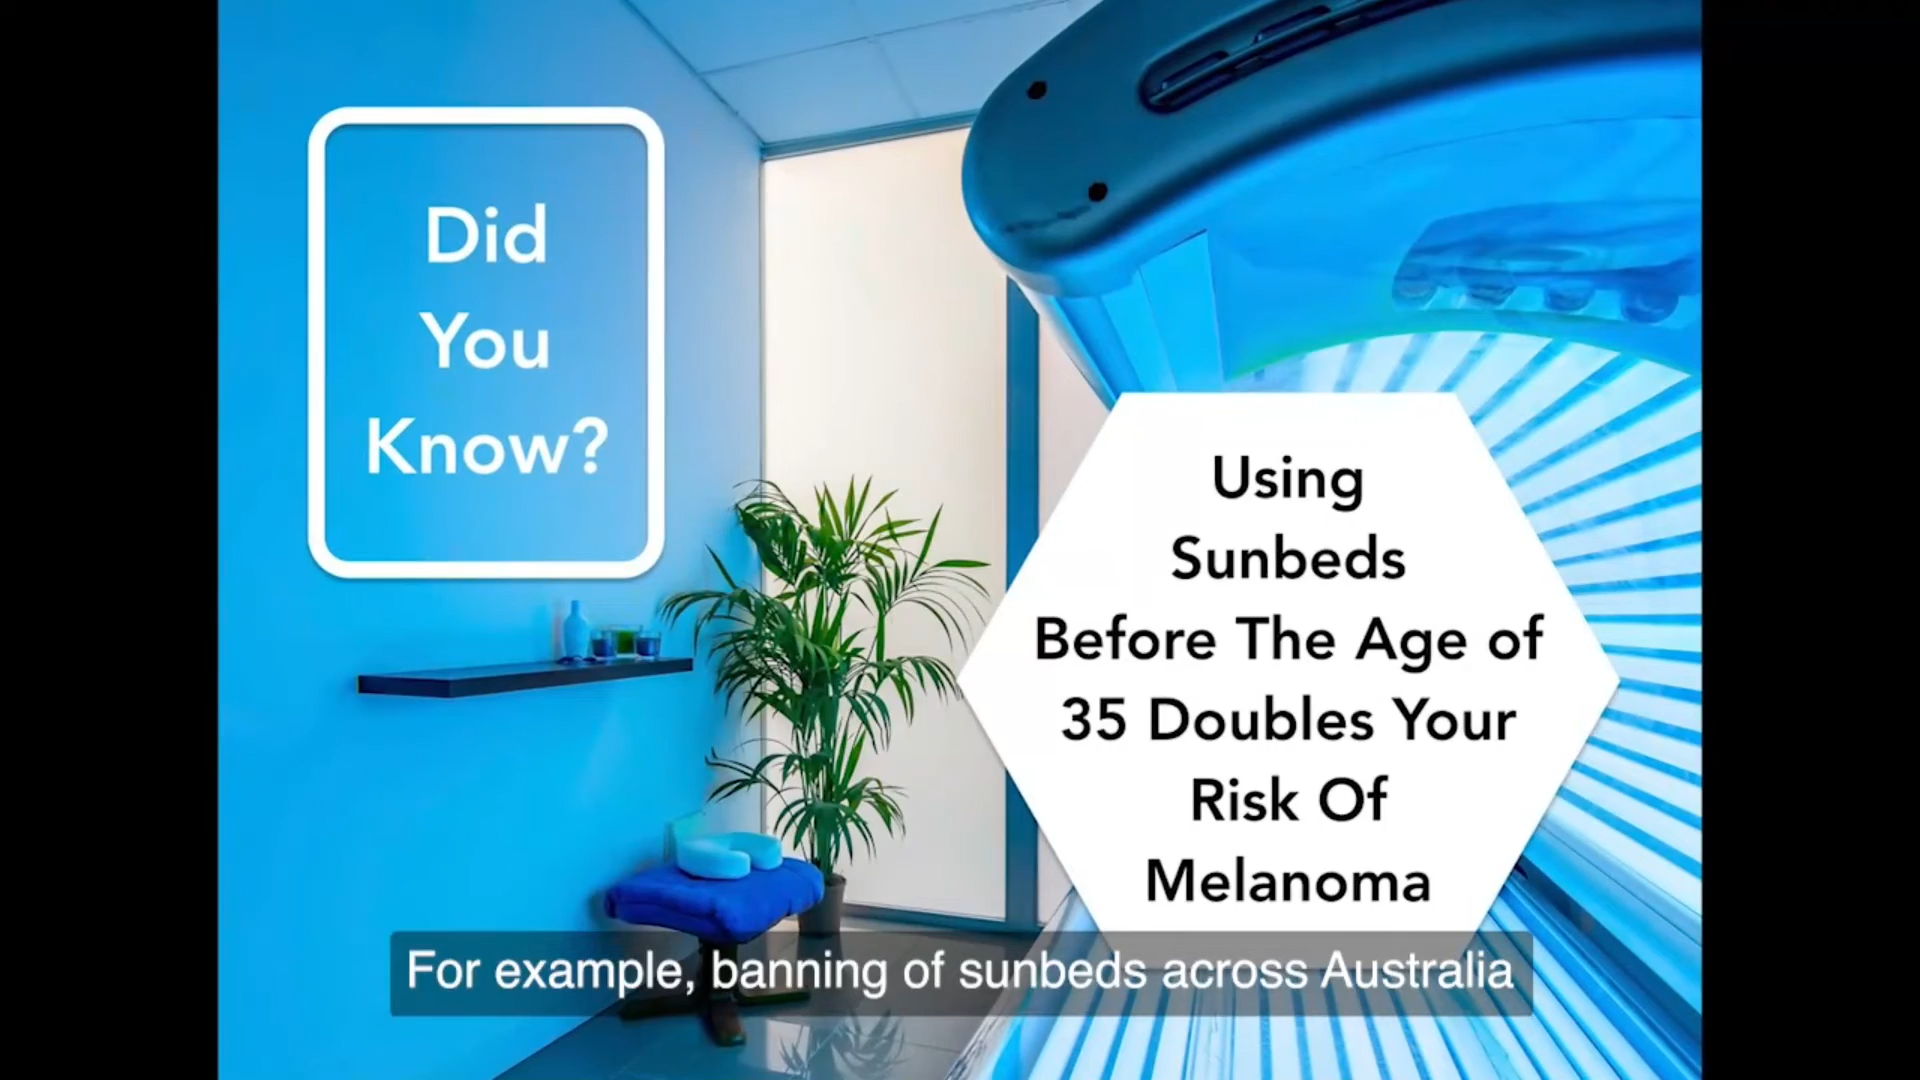 Did
You
Know?
Using
Sunbeds
Before The Age of
35 Doubles Your
Risk Of
Melanoma
For example, banning of sunbeds across Australia